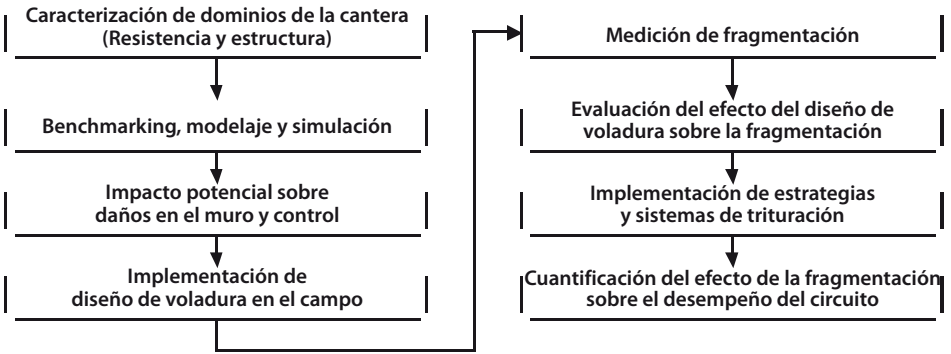 Caracterización de dominios de la cantera
(Resistencia y estructura)
Benchmarking, modelaje y simulación
Impacto potencial sobre
daños en el muro y control
Implementación de
diseño de voladura en el campo
Medición de fragmentación
Evaluación del efecto del diseño de
voladura sobre la fragmentación
Implementación de estrategias
y sistemas de trituración
Cuantificación del efecto de la fragmentación
sobre el desempeño del circuito